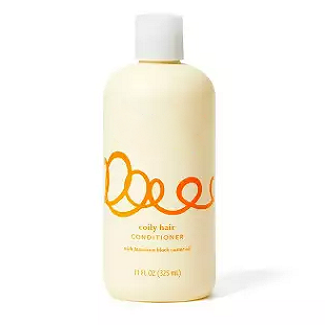 coily hair
CONDITIONER
with Jamaican black castor oil
11 FL OZ (325 mL)